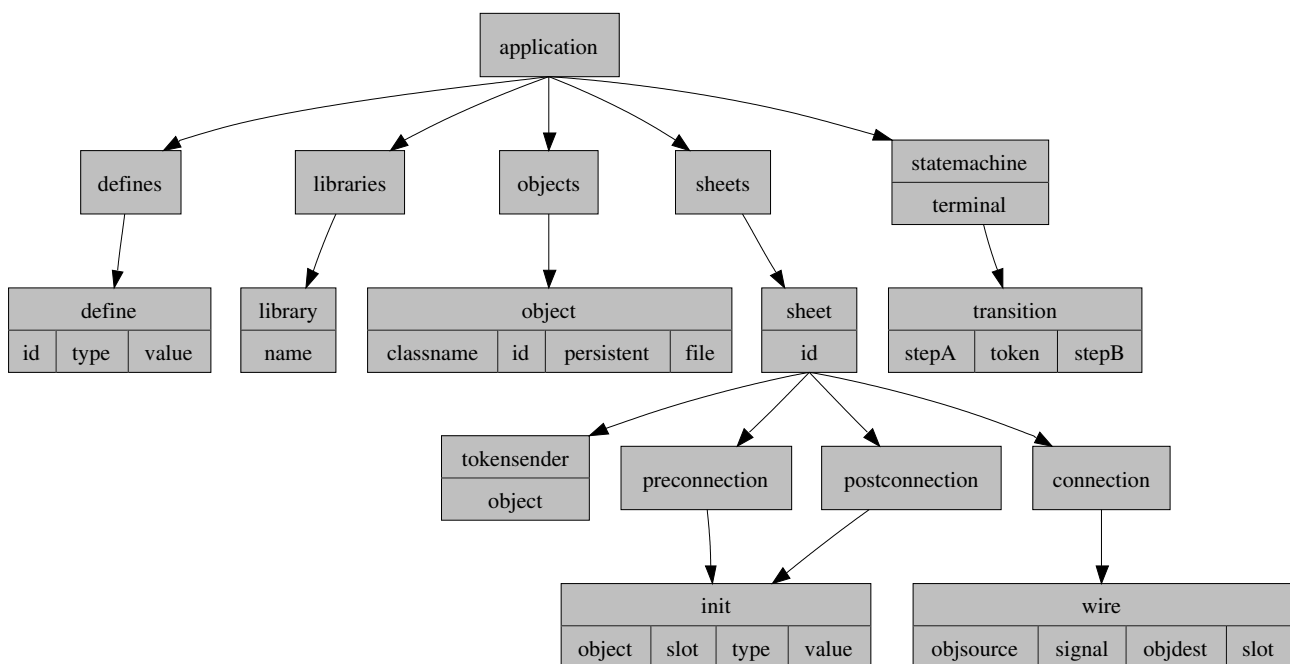 application
defines
libraries
objects
sheets
statemachine
terminal
define
id type value
library
name
object
classname id persistent file
sheet
id
transition
stepA token stepB
tokensender
object
preconnection
postconnection
connection
init
object slot type value
wire
objsource signal objdest slot